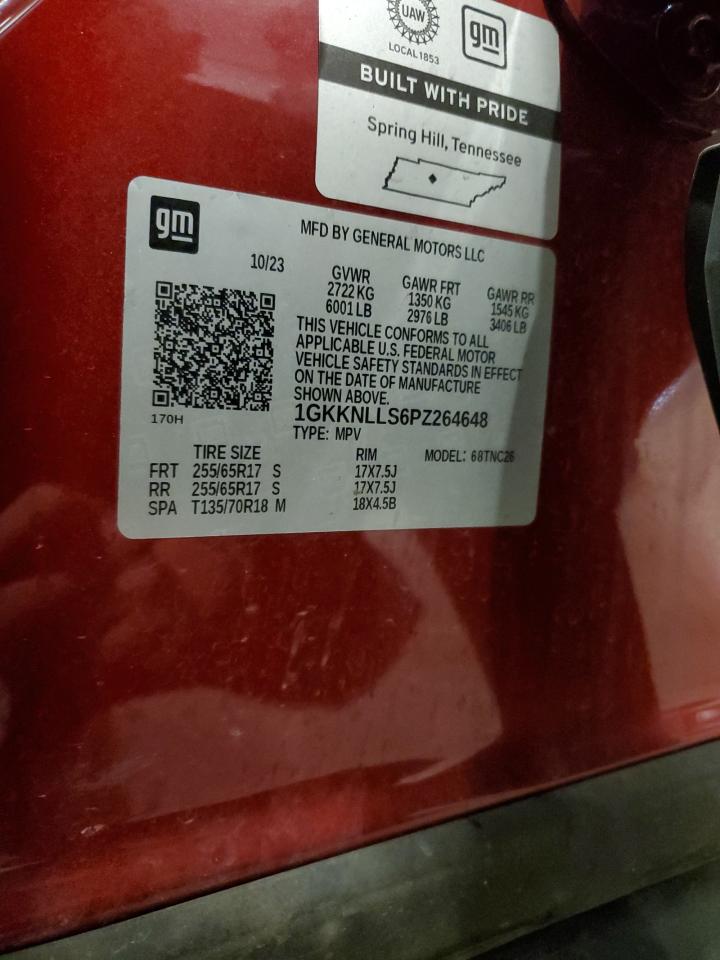 UAW
gm
LOCAL 1853
BUILT WITH PRIDE
Spring Hill, Tennessee
gm
MFD BY GENERAL MOTORS LLC
10/23
GVWR GAWR FRT GAWR RR
2722 KG 1350 KG 1545 KG
6001 LB 2976 LB 3406 LB
THIS VEHICLE CONFORMS TO ALL
APPLICABLE U.S. FEDERAL MOTOR
VEHICLE SAFETY STANDARDS IN EFFECT
ON THE DATE OF MANUFACTURE
SHOWN ABOVE.
170H
1GKKNLLS6PZ264648
TYPE: MPV
TIRE SIZE RIM MODEL: 68TNC26
FRT 255/65R17 S 17X7.5J
RR 255/65R17 S 17X7.5J
SPA T135/70R18 M 18X4.5B